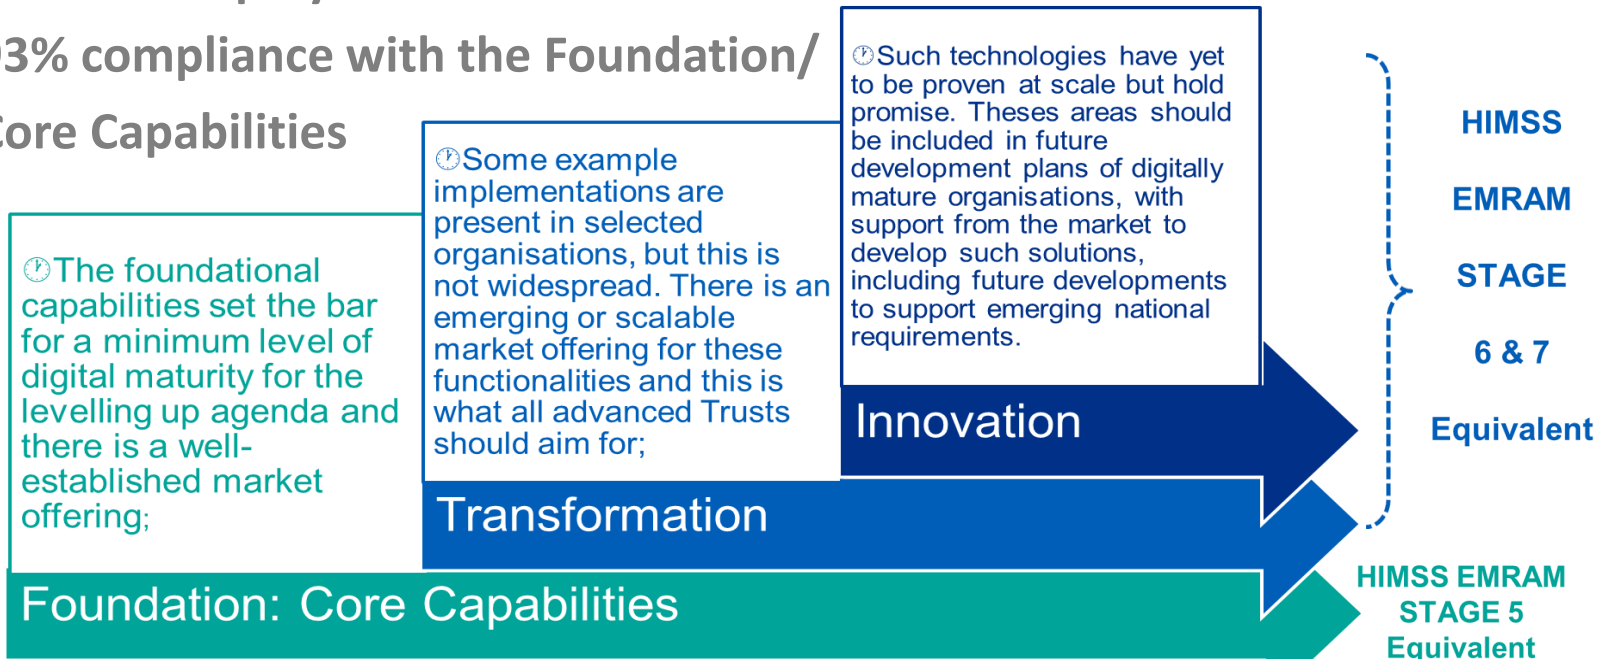 93% compliance with the Foundation/
Core Capabilities
The foundational
capabilities set the bar
for a minimum level of
digital maturity for the
levelling up agenda and
there is a well-
established market
offering;
Foundation: Core Capabilities
Some example
implementations are
present in selected
organisations, but this is
not widespread. There is an
emerging or scalable
market offering for these
functionalities and this is
what all advanced Trusts
should aim for;
Transformation
Such technologies have yet
to be proven at scale but hold
promise. Theses areas should
be included in future
development plans of digitally
mature organisations, with
support from the market to
develop such solutions,
including future developments
to support emerging national
requirements.
Innovation
HIMSS
EMRAM
STAGE
6 & 7
Equivalent
HIMSS EMRAM
STAGE 5
Equivalent